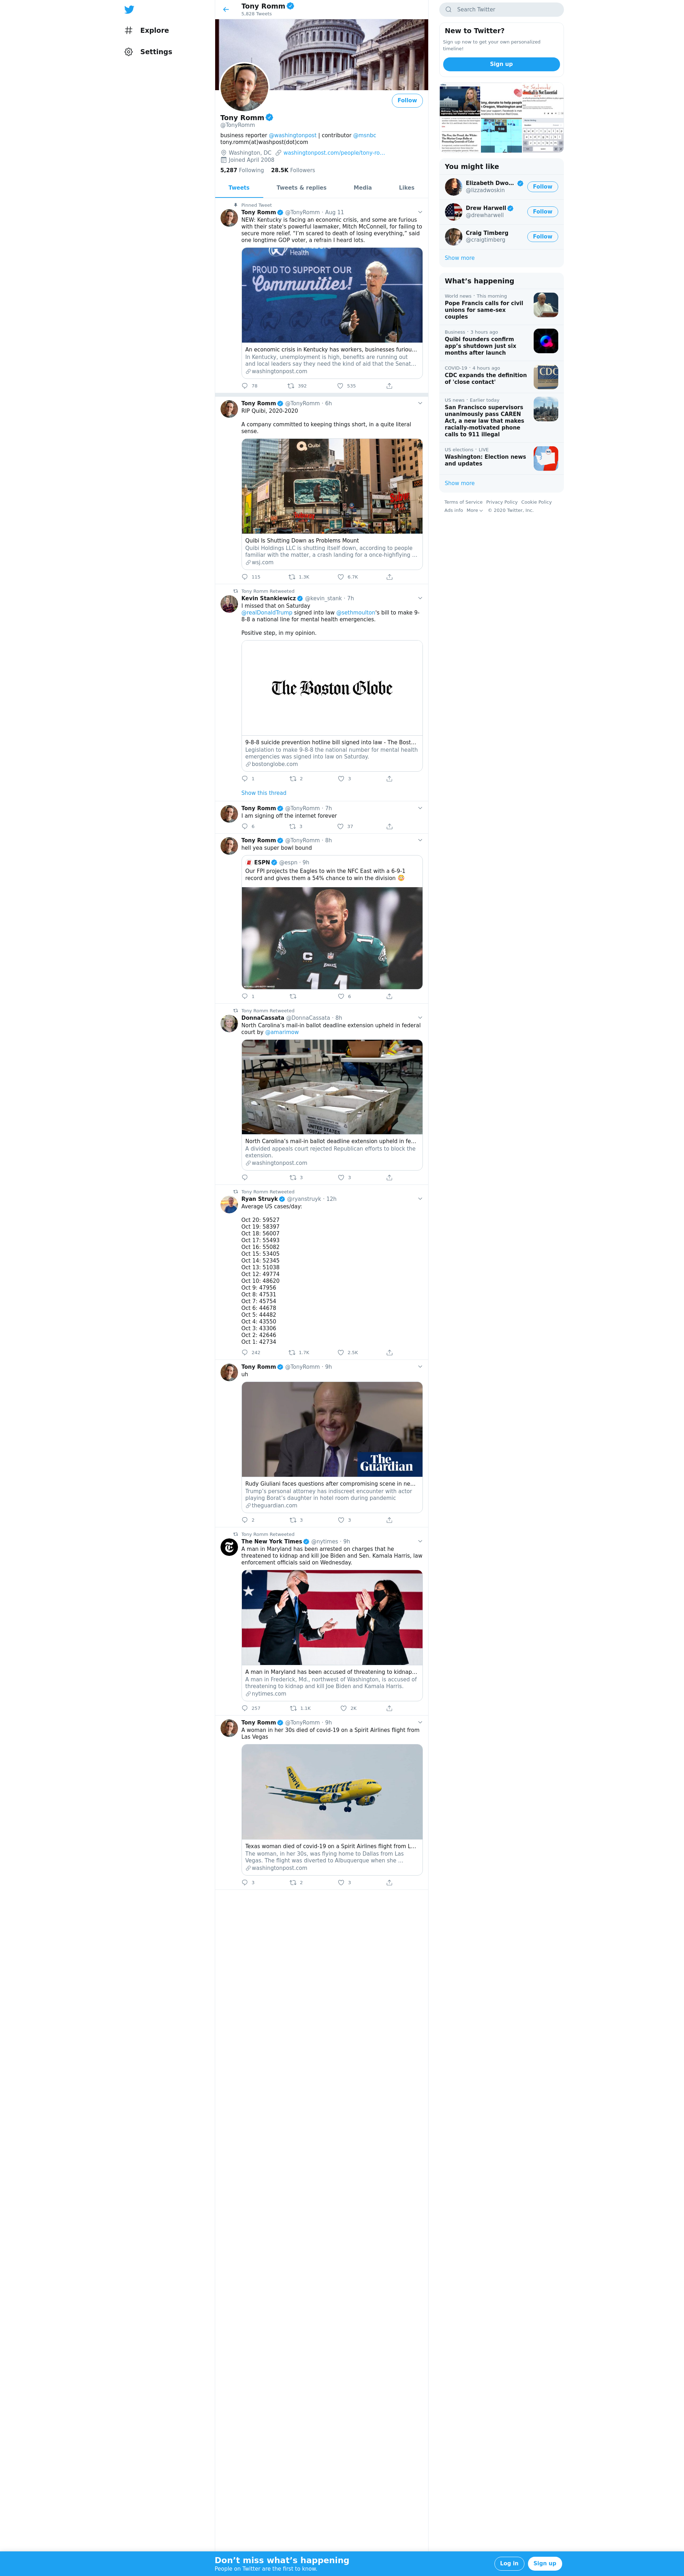 Explore
Settings
Tony Romm
5,828 Tweets
Follow
Tony Romm
@TonyRomm
business reporter @washingtonpost | contributor @msnbc
tony.romm(at)washpost(dot)com
Washington, DC washingtonpost.com/people/tony-ro…
Joined April 2008
5,287 Following 28.5K Followers
Tweets Tweets & replies Media Likes
Pinned Tweet
Tony Romm @TonyRomm · Aug 11
NEW: Kentucky is facing an economic crisis, and some are furious
with their state's powerful lawmaker, Mitch McConnell, for failing to
secure more relief. "I'm scared to death of losing everything," said
one longtime GOP voter, a refrain I heard lots.
Health
PROUD TO SUPPORT OUR
Communities!
An economic crisis in Kentucky has workers, businesses furiou…
In Kentucky, unemployment is high, benefits are running out
and local leaders say they need the kind of aid that the Senat…
washingtonpost.com
78 392 535
Tony Romm @TonyRomm · 6h
RIP Quibi, 2020-2020
A company committed to keeping things short, in a quite literal
sense.
Quibi
Quibi Is Shutting Down as Problems Mount
Quibi Holdings LLC is shutting itself down, according to people
familiar with the matter, a crash landing for a once-highflying …
wsj.com
115 1.3K 6.7K
Tony Romm Retweeted
Kevin Stankiewicz @kevin_stank · 7h
I missed that on Saturday
@realDonaldTrump signed into law @sethmoulton's bill to make 9-
8-8 a national line for mental health emergencies.
Positive step, in my opinion.
The Boston Globe
9-8-8 suicide prevention hotline bill signed into law - The Bost…
Legislation to make 9-8-8 the national number for mental health
emergencies was signed into law on Saturday.
bostonglobe.com
1 2 3
Show this thread
Tony Romm @TonyRomm · 7h
I am signing off the internet forever
6 3 37
Tony Romm @TonyRomm · 8h
hell yea super bowl bound
ESPN @espn · 9h
Our FPI projects the Eagles to win the NFC East with a 6-9-1
record and gives them a 54% chance to win the division
1 6
Tony Romm Retweeted
DonnaCassata @DonnaCassata · 8h
North Carolina's mail-in ballot deadline extension upheld in federal
court by @amarimow
UNITED STATES
North Carolina's mail-in ballot deadline extension upheld in fe…
A divided appeals court rejected Republican efforts to block the
extension.
washingtonpost.com
3 3
Tony Romm Retweeted
Ryan Struyk @ryanstruyk · 12h
Average US cases/day:
Oct 20: 59527
Oct 19: 58397
Oct 18: 56007
Oct 17: 55493
Oct 16: 55082
Oct 15: 53405
Oct 14: 52345
Oct 13: 51038
Oct 12: 49774
Oct 10: 48620
Oct 9: 47956
Oct 8: 47531
Oct 7: 45754
Oct 6: 44678
Oct 5: 44482
Oct 4: 43550
Oct 3: 43306
Oct 2: 42646
Oct 1: 42734
242 1.7K 2.5K
Tony Romm @TonyRomm · 9h
uh
The Guardian
Rudy Giuliani faces questions after compromising scene in ne…
Trump's personal attorney has indiscreet encounter with actor
playing Borat's daughter in hotel room during pandemic
theguardian.com
2 3 3
Tony Romm Retweeted
The New York Times @nytimes · 9h
A man in Maryland has been arrested on charges that he
threatened to kidnap and kill Joe Biden and Sen. Kamala Harris, law
enforcement officials said on Wednesday.
A man in Maryland has been accused of threatening to kidnap…
A man in Frederick, Md., northwest of Washington, is accused of
threatening to kidnap and kill Joe Biden and Kamala Harris.
nytimes.com
257 1.1K 2K
Tony Romm @TonyRomm · 9h
A woman in her 30s died of covid-19 on a Spirit Airlines flight from
Las Vegas
spirit
Texas woman died of covid-19 on a Spirit Airlines flight from L…
The woman, in her 30s, was flying home to Dallas from Las
Vegas. The flight was diverted to Albuquerque when she …
washingtonpost.com
3 2 3
Search Twitter
New to Twitter?
Sign up now to get your own personalized
timeline!
Sign up
You might like
Elizabeth Dwo…
@lizzadwoskin
Follow
Drew Harwell
@drewharwell
Follow
Craig Timberg
@craigtimberg
Follow
Show more
What's happening
World news · This morning
Pope Francis calls for civil
unions for same-sex
couples
Business · 3 hours ago
Quibi founders confirm
app's shutdown just six
months after launch
COVID-19 · 4 hours ago
CDC expands the definition
of 'close contact'
CDC
US news · Earlier today
San Francisco supervisors
unanimously pass CAREN
Act, a new law that makes
racially-motivated phone
calls to 911 illegal
US elections · LIVE
Washington: Election news
and updates
Show more
Terms of Service Privacy Policy Cookie Policy
Ads info More © 2020 Twitter, Inc.
Don't miss what's happening
People on Twitter are the first to know.
Log in Sign up